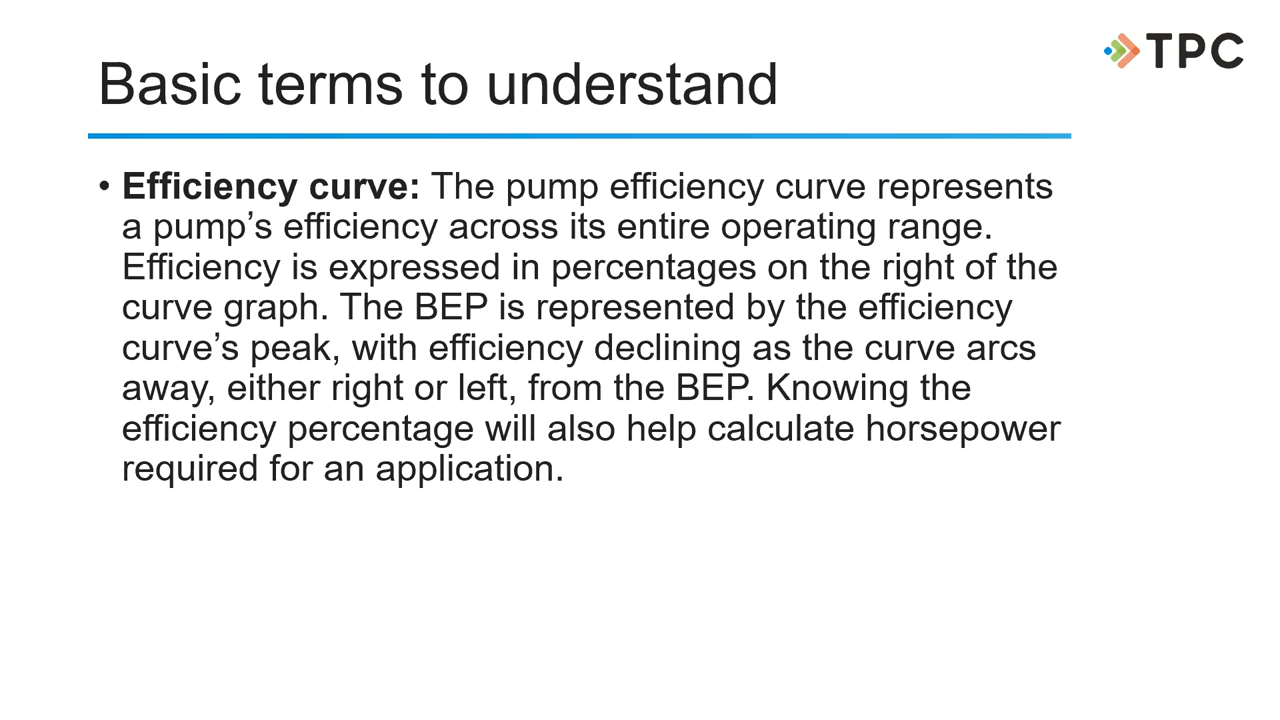 TPC
Basic terms to understand
• Efficiency curve: The pump efficiency curve represents
a pump’s efficiency across its entire operating range.
Efficiency is expressed in percentages on the right of the
curve graph. The BEP is represented by the efficiency
curve’s peak, with efficiency declining as the curve arcs
away, either right or left, from the BEP. Knowing the
efficiency percentage will also help calculate horsepower
required for an application.